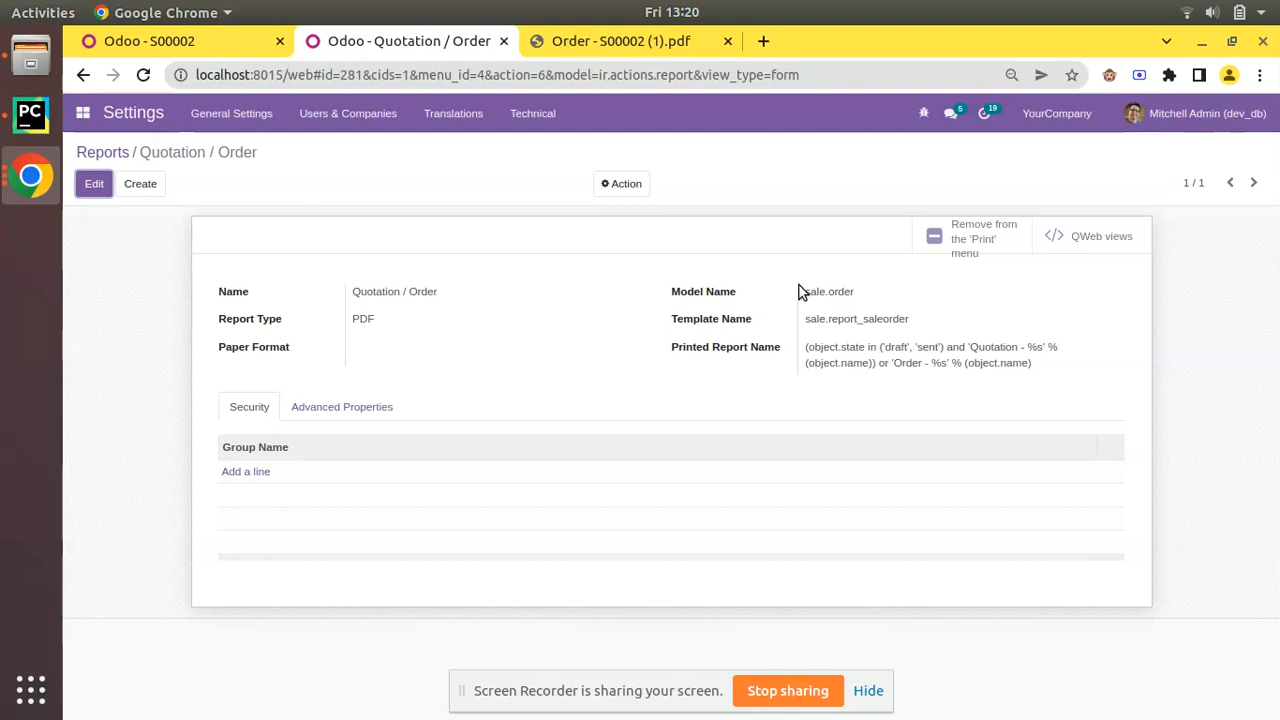 Activities
Google Chrome
Fri 13:20
Odoo - S00002
Odoo - Quotation / Order
Order - S00002 (1).pdf
localhost:8015/web#id=281&cids=1&menu_id=4&action=6&model=ir.actions.report&view_type=form
Settings
General Settings
Users & Companies
Translations
Technical
5
19
YourCompany
Mitchell Admin (dev_db)
Reports / Quotation / Order
Edit
Create
Action
1 / 1
Remove from
the 'Print'
menu
QWeb views
Name
Quotation / Order
Model Name
sale.order
Report Type
PDF
Template Name
sale.report_saleorder
Paper Format
Printed Report Name
(object.state in ('draft', 'sent') and 'Quotation - %s' %
(object.name)) or 'Order - %s' % (object.name)
Security
Advanced Properties
Group Name
Add a line
Screen Recorder is sharing your screen.
Stop sharing
Hide
PC